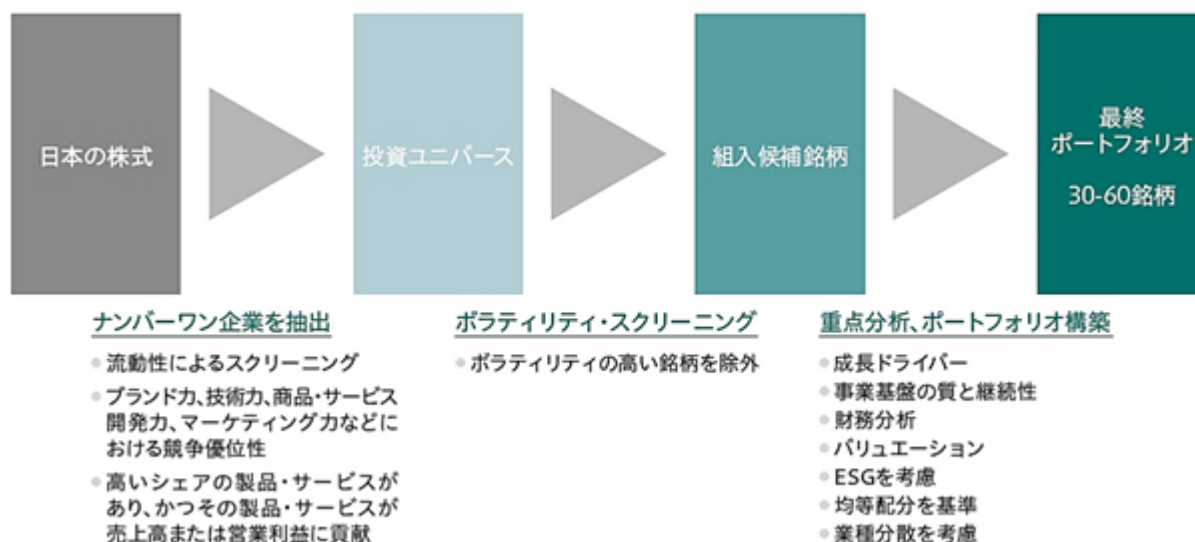 日本の株式
投資ユニバース
組入候補銘柄
最終
ポートフォリオ
30-60銘柄
ナンバーワン企業を抽出
●流動性によるスクリーニング
●ブランド力、技術力、商品・サービス
開発力、マーケティング力などに
おける競争優位性
●高いシェアの製品・サービスが
あり、かつその製品・サービスが
売上高または営業利益に貢献
ボラティリティ・スクリーニング
●ボラティリティの高い銘柄を除外
重点分析、ポートフォリオ構築
●成長ドライバー
●事業基盤の質と継続性
●財務分析
●バリュエーション
●ESGを考慮
●均等配分を基準
●業種分散を考慮